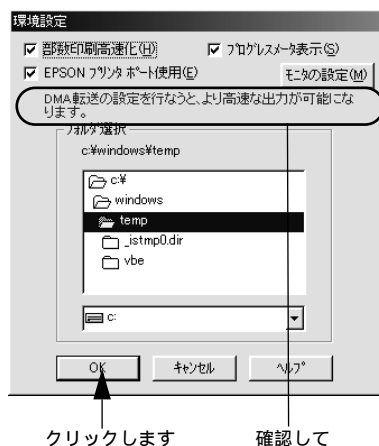 環境設定
部数印刷高速化(H)
プログレスメータ表示(S)
EPSON プリンタ ポート使用(E)
モニタの設定(M)
DMA転送の設定を行なうと、より高速な出力が可能にな
ります。
フォルダ選択
c:¥windows¥temp
c:¥
windows
temp
_istmp0.dir
vbe
c:
OK
キャンセル
ヘルプ
クリックします
確認して